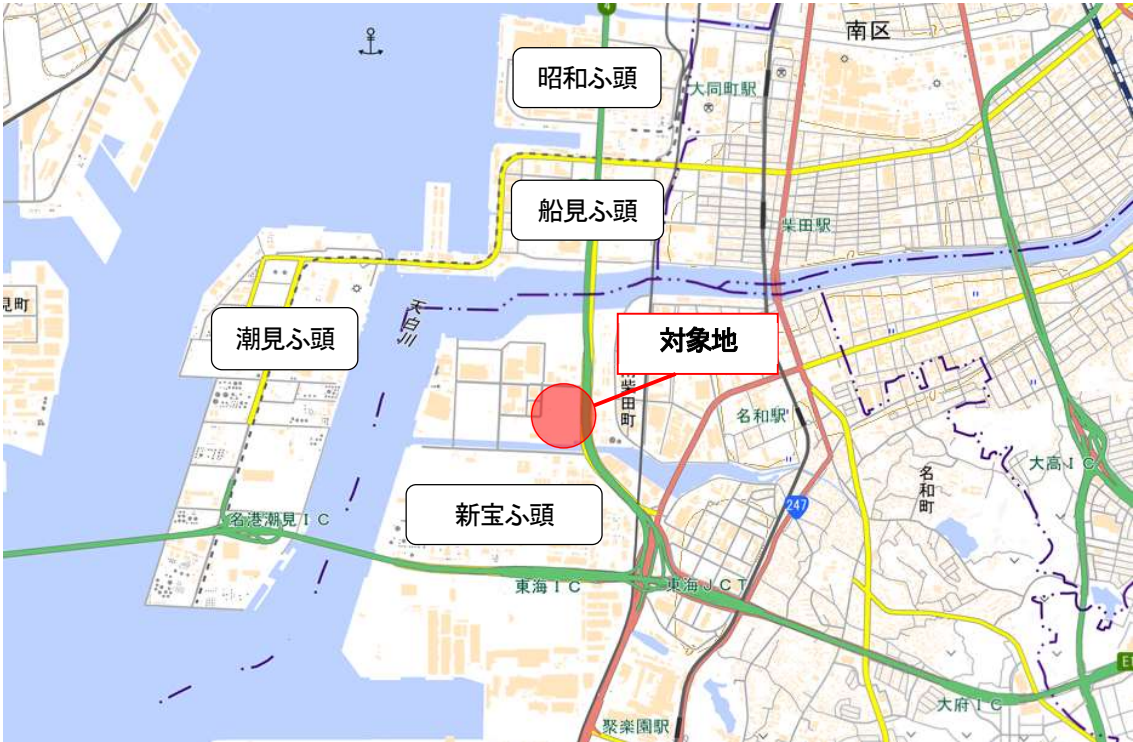 4
南区
昭和ふ頭
大同町駅
船見ふ頭
柴田駅
見町
天白川
潮見ふ頭
対象地
柴田町
名和駅
大高IC
名和町
247
新宝ふ頭
名港潮見IC
東海IC
東海JCT
大府IC
聚楽園駅